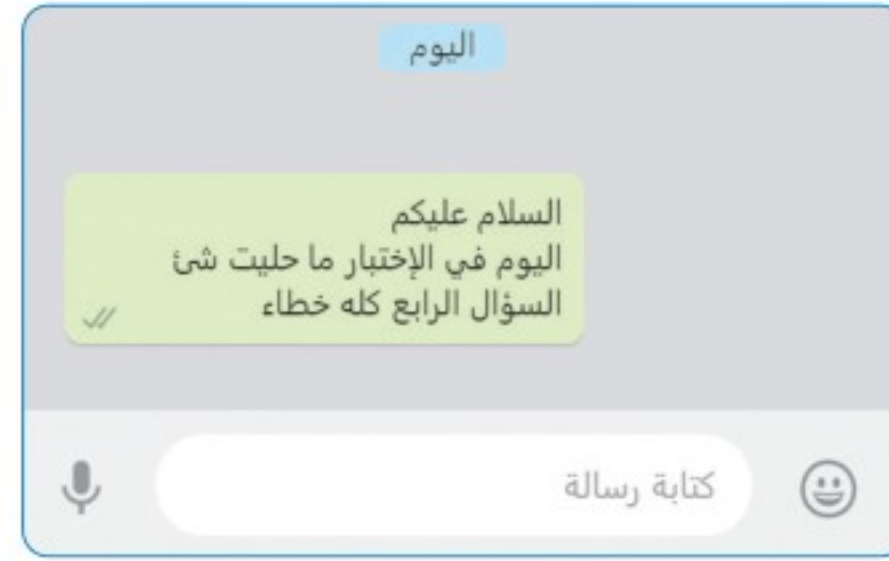 اليوم
السلام عليكم
اليوم في الإختبار ما حليت شئ
السؤال الرابع كله خطاء
كتابة رسالة